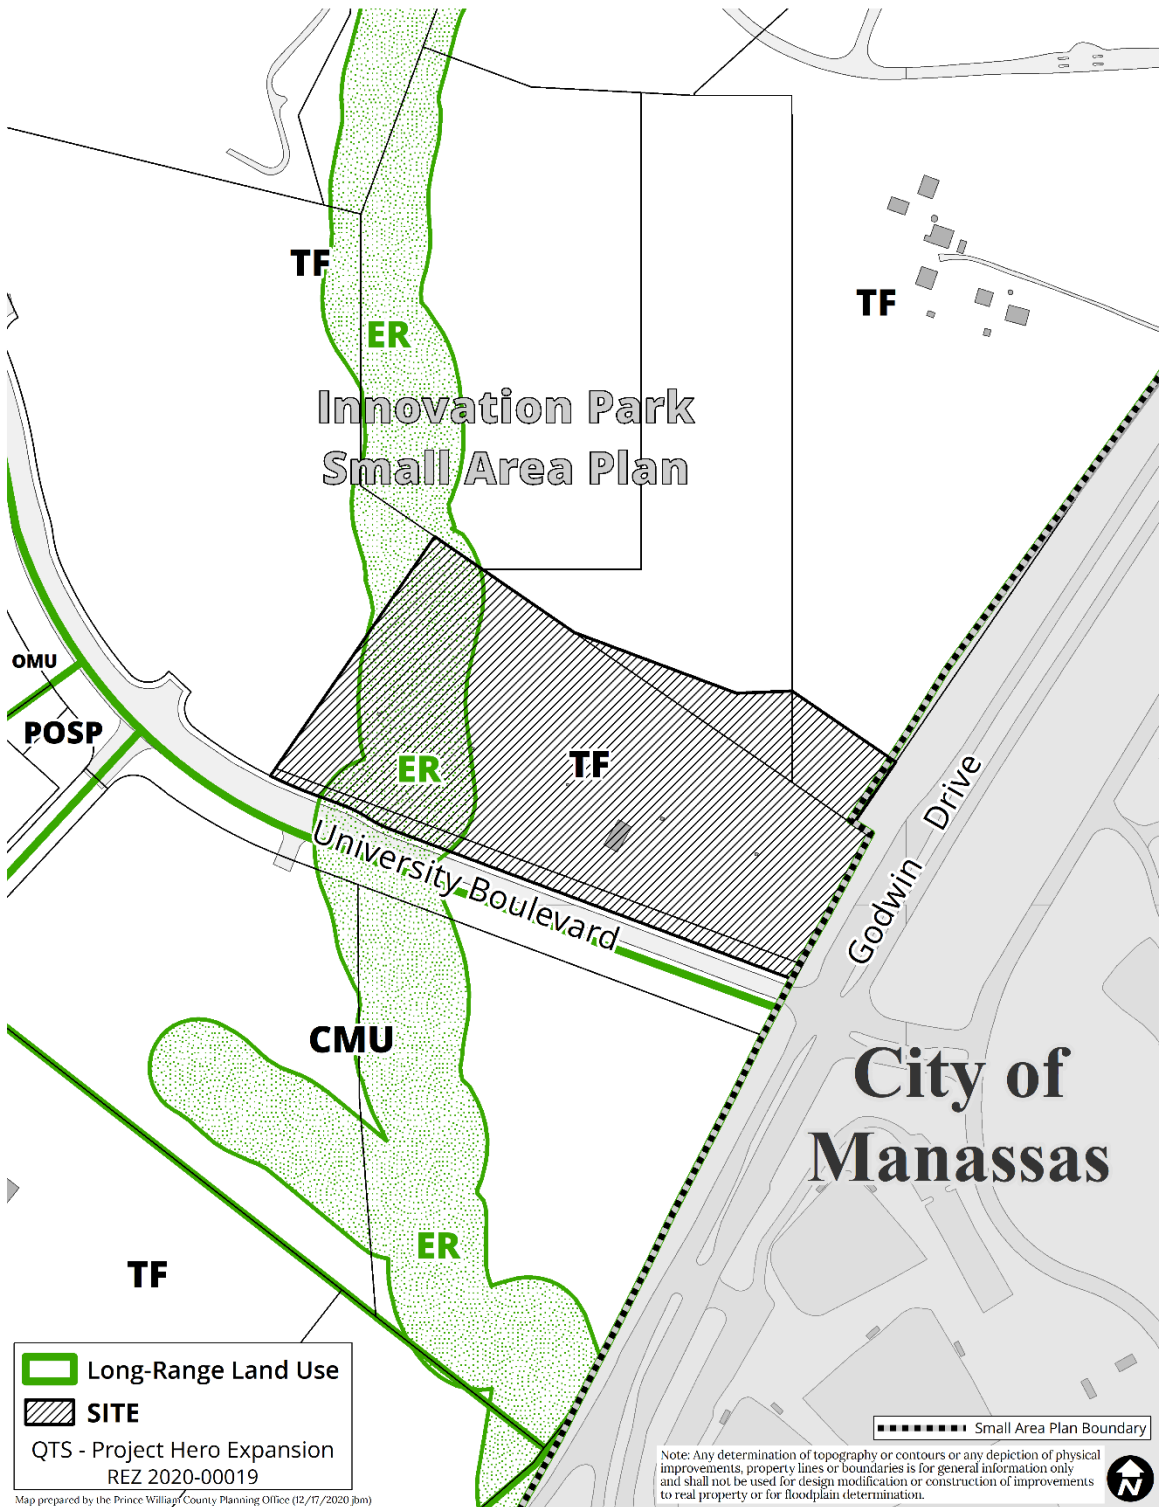 TF
TF
ER
Innovation Park
Small Area Plan
OMU
POSP
ER
TF
University Boulevard
Godwin Drive
CMU
City of
Manassas
ER
TF
Long-Range Land Use
SITE
QTS - Project Hero Expansion
REZ 2020-00019
Map prepared by the Prince William County Planning Office (12/17/2020 jbm)
Small Area Plan Boundary
Note: Any determination of topography or contours or any depiction of physical
improvements, property lines or boundaries is for general information only
and shall not be used for design modification or construction of improvements
to real property or for floodplain determination.
N